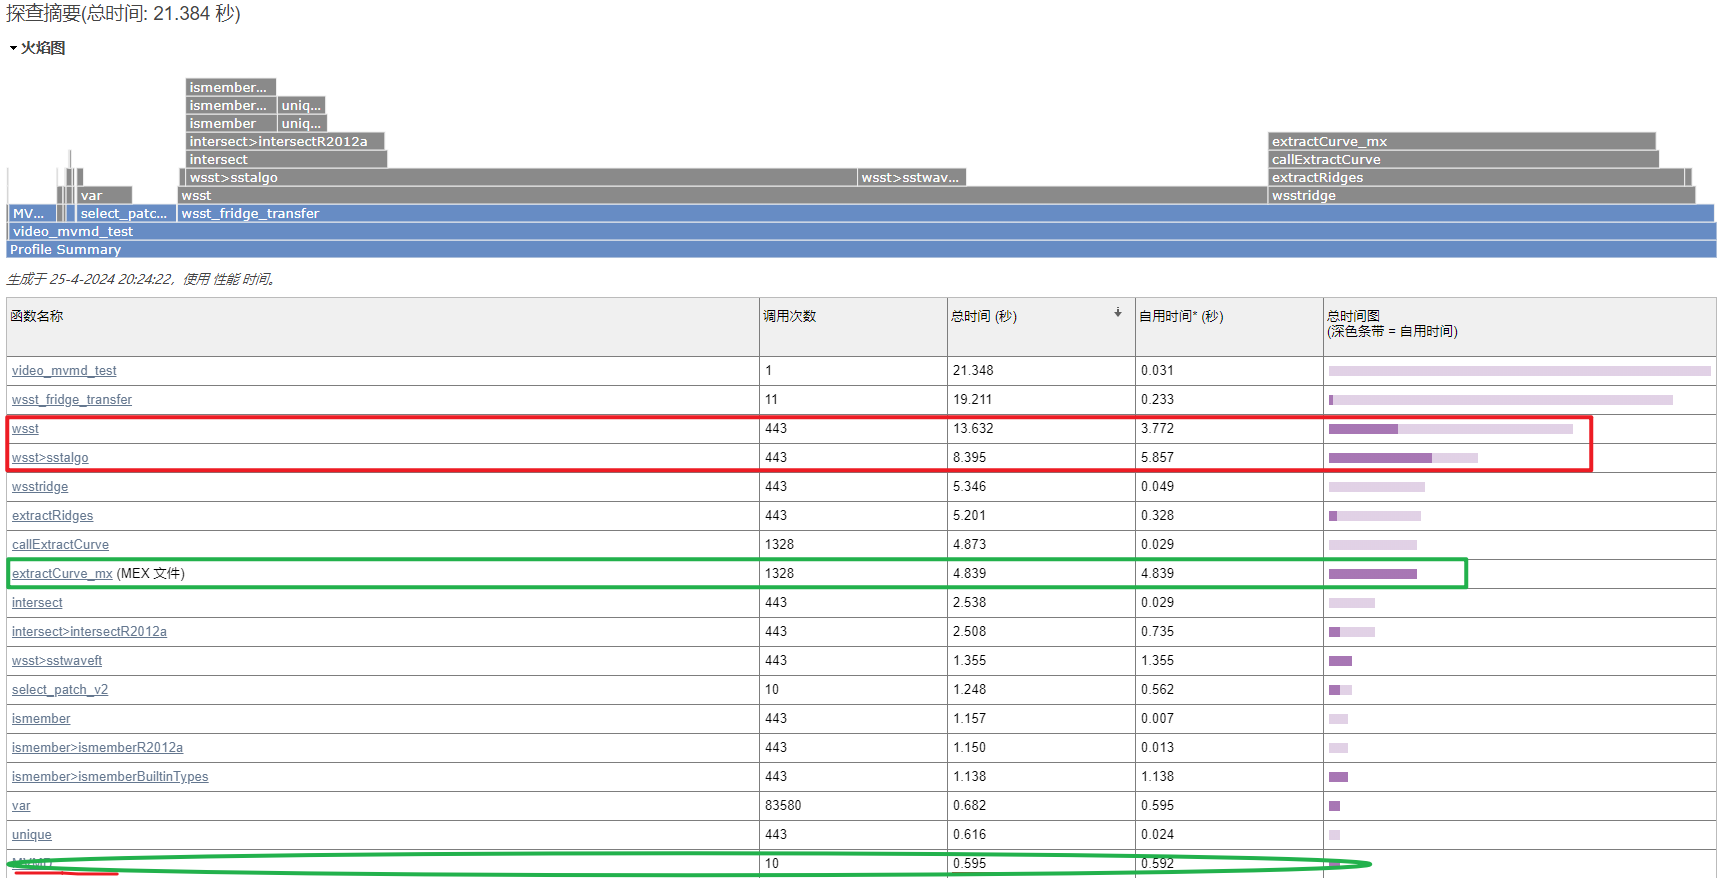 探查摘要(总时间: 21.384 秒)
火焰图
ismember...
ismember... uniq...
ismember uniq...
intersect>intersectR2012a extractCurve_mx
intersect callExtractCurve
wsst>sstalgo wsst>sstwav... extractRidges
var wsst wsstridge
MV... select_patc... wsst_fridge_transfer
video_mvmd_test
Profile Summary
生成于 25-4-2024 20:24:22，使用 性能 时间。
函数名称 调用次数 总时间 (秒) 自用时间* (秒) 总时间图
(深色条带 = 自用时间)
video_mvmd_test 1 21.348 0.031
wsst_fridge_transfer 11 19.211 0.233
wsst 443 13.632 3.772
wsst>sstalgo 443 8.395 5.857
wsstridge 443 5.346 0.049
extractRidges 443 5.201 0.328
callExtractCurve 1328 4.873 0.029
extractCurve_mx (MEX 文件) 1328 4.839 4.839
intersect 443 2.538 0.029
intersect>intersectR2012a 443 2.508 0.735
wsst>sstwaveft 443 1.355 1.355
select_patch_v2 10 1.248 0.562
ismember 443 1.157 0.007
ismember>ismemberR2012a 443 1.150 0.013
ismember>ismemberBuiltinTypes 443 1.138 1.138
var 83580 0.682 0.595
unique 443 0.616 0.024
MVMD 10 0.595 0.592